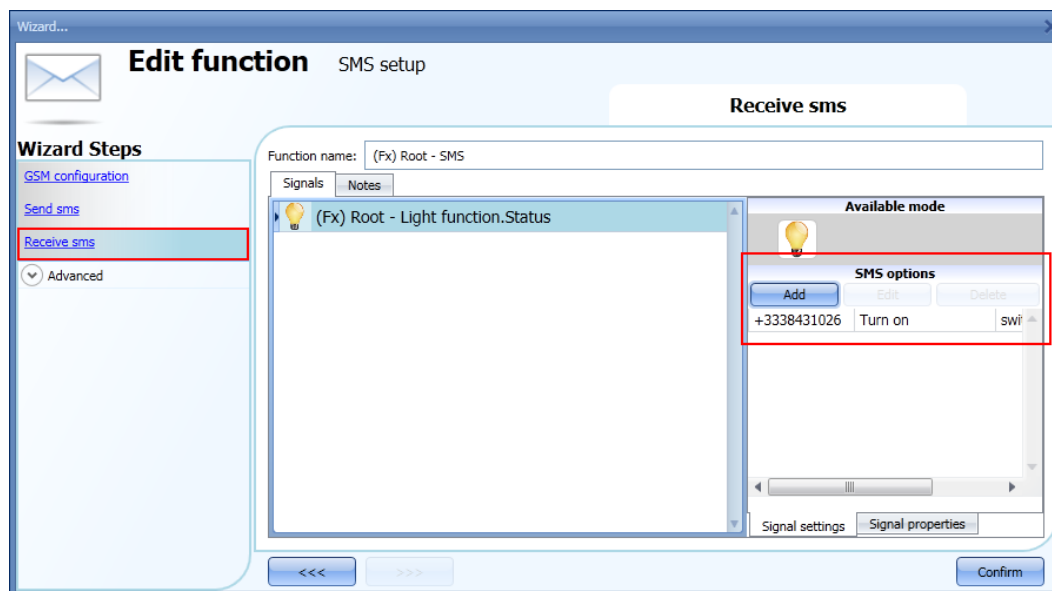 Wizard...
Edit function SMS setup
Receive sms
Wizard Steps
GSM configuration
Send sms
Receive sms
Advanced
Function name: (Fx) Root - SMS
Signals Notes
(Fx) Root - Light function.Status
Available mode
SMS options
Add Edit Delete
+3338431026 Turn on swi
Signal settings Signal properties
<<< >>> Confirm